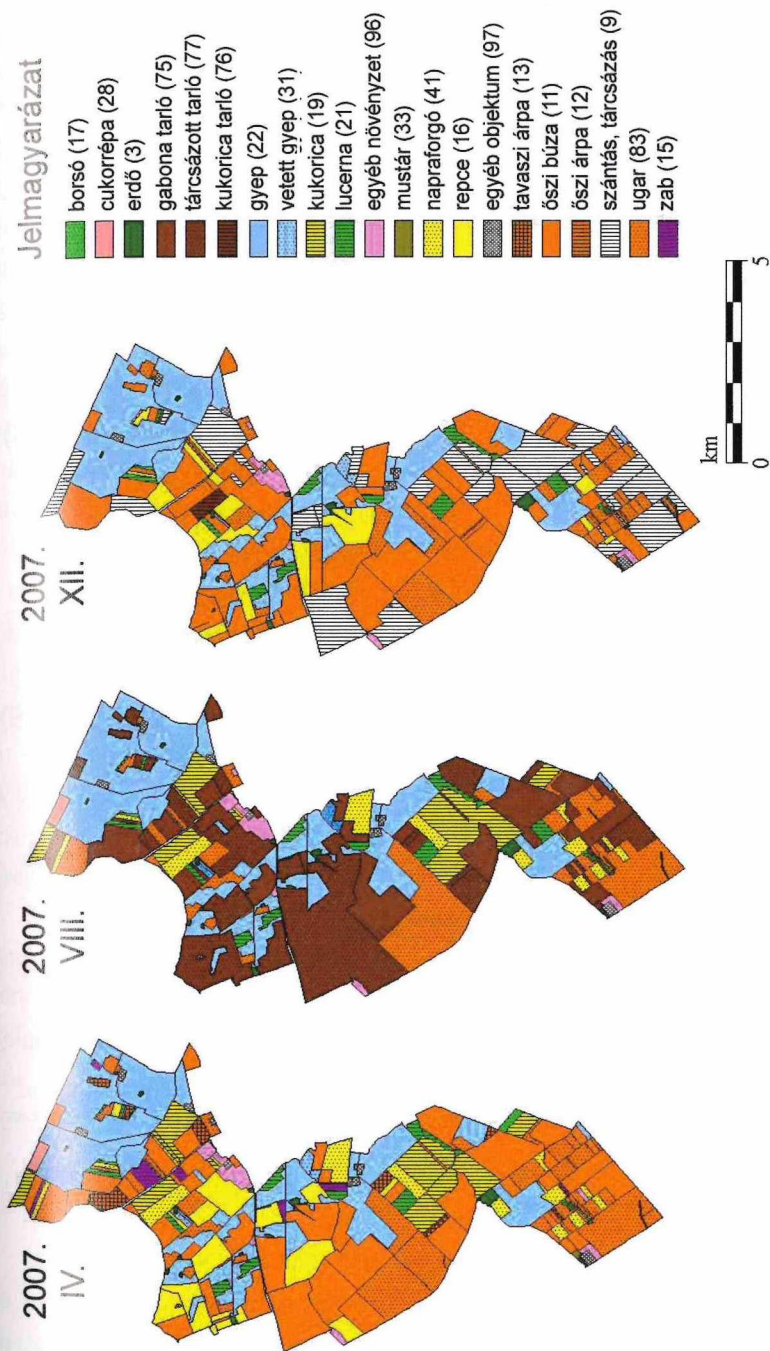 2007.
IV.
2007.
VIII.
2007.
XII.
Jelmagyarázat
borsó (17)
cukorrépa (28)
erdő (3)
gabona tarló (75)
tárcsázott tarló (77)
kukorica tarló (76)
gyep (22)
vetett gyep (31)
kukorica (19)
lucerna (21)
egyéb növényzet (96)
mustár (33)
napraforgó (41)
repce (16)
egyéb objektum (97)
tavaszi árpa (13)
őszi búza (11)
őszi árpa (12)
szántás, tárcsázás (9)
ugar (83)
zab (15)
km
0 5